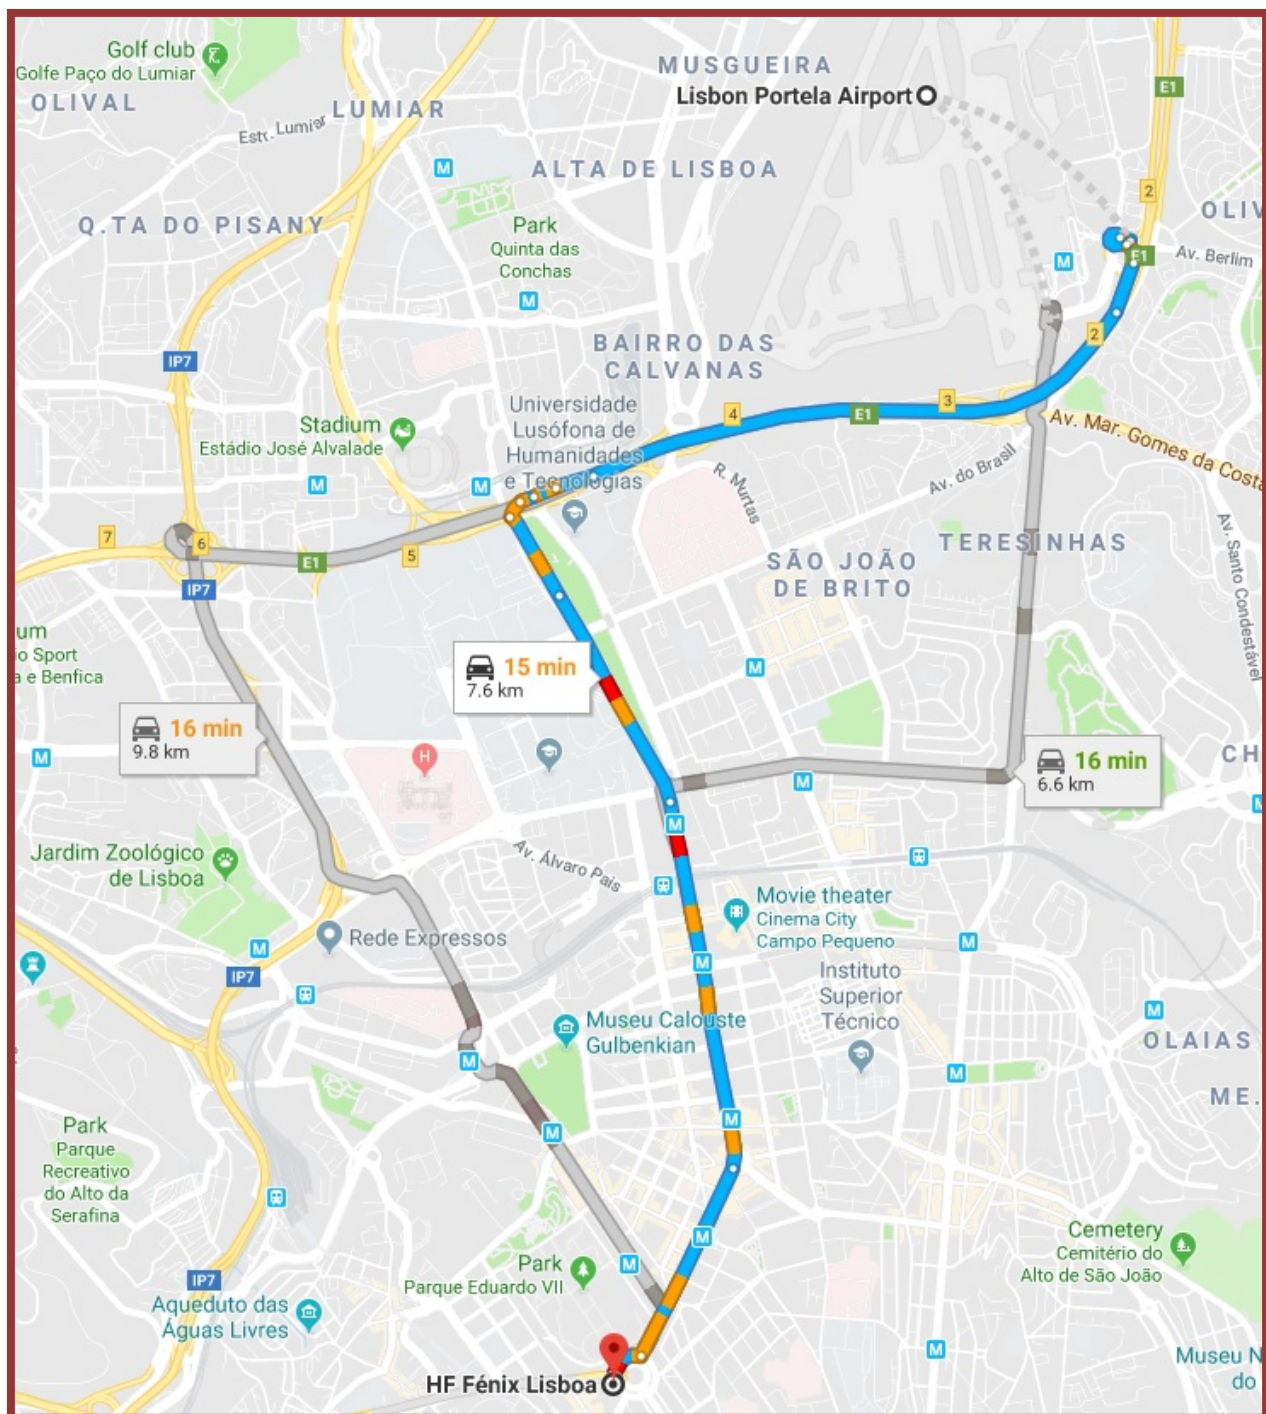 Golf club
Golfe Paço do Lumiar
OLIVAL
Estr. Lumiar
LUMIAR
MUSGUEIRA
Lisbon Portela Airport
E1
M
ALTA DE LISBOA
2
OLIV
Q.TA DO PISANY
Park
Quinta das
Conchas
M
M
E1
Av. Berlim
IP7
BAIRRO DAS
CALVANAS
2
Stadium
Estádio José Alvalade
Universidade
Lusófona de
Humanidades
e Tecnologias
4
E1
3
Av. Mar. Gomes da Costa
M
M
R. Murtas
Av. do Brasil
7
6
E1
5
IP7
SÃO JOÃO
DE BRITO
TERESINHAS
Av. Santo Condestável
um
io Sport
a e Benfica
15 min
7.6 km
M
16 min
9.8 km
M
H
16 min
6.6 km
CH
M
M
M
Jardim Zoológico
de Lisboa
Av. Álvaro Pais
Movie theater
Cinema City
Campo Pequeno
Rede Expressos
M
M
M
IP7
Instituto
Superior
Técnico
Museu Calouste
Gulbenkian
M
OLAIAS
M
M
ME.
M
M
Park
Parque
Recreativo
do Alto da
Serafina
M
Cemetery
Cemitério do
Alto de São João
Park
Parque Eduardo VII
M
IP7
Aqueduto das
Águas Livres
M
Museu N
do
HF Fénix Lisboa